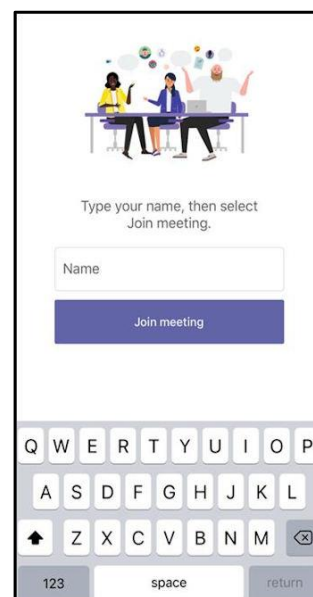 Type your name, then select
Join meeting.
Name
Join meeting
Q W E R T Y U I O P
A S D F G H J K L
Z X C V B N M
123 space return